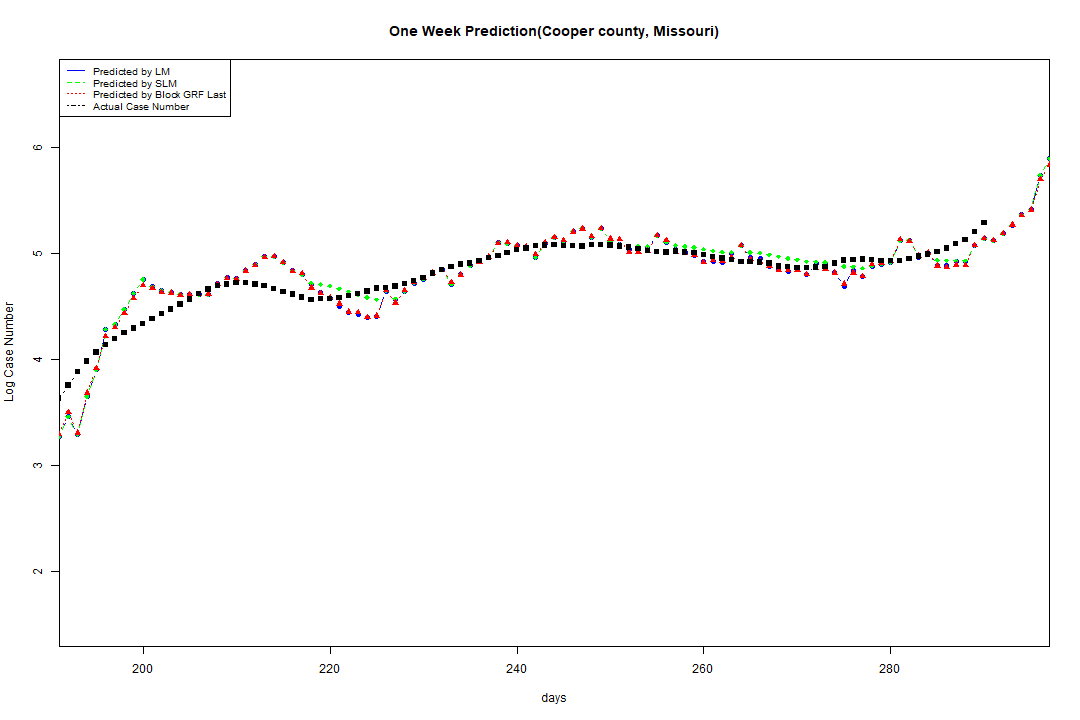 One Week Prediction(Cooper county, Missouri)
Predicted by LM
Predicted by SLM
Predicted by Block GRF Last
Actual Case Number
Log Case Number
6
5
4
3
2
200 220 240 260 280
days